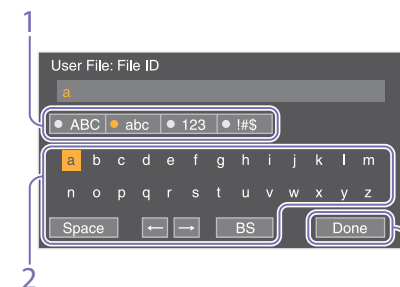 1
User File: File ID
a
ABC abc 123 !#$
a b c d e f g h i j k l m
n o p q r s t u v w x y z
Space ← → BS Done
2